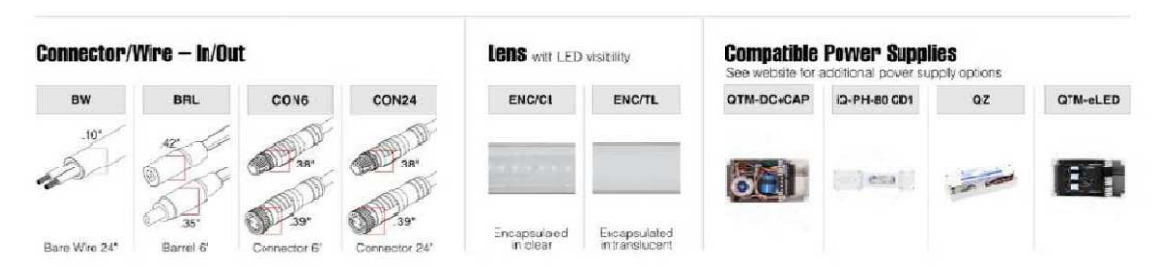 Connector/Wire – In/Out
BW
BRL
CON6
CON24
.10"
.42"
.38"
.38"
.35"
.39"
.39"
Bare Wire 24"
Barrel 6'
Connector 6'
Connector 24'
Lens with LED visibility
ENC/CL
ENC/TL
Encapsulated
in clear
Encapsulated
in translucent
Compatible Power Supplies
See website for additional power supply options
QTM-DC+CAP
iQ-PH-80 CD1
QZ
QTM-eLED